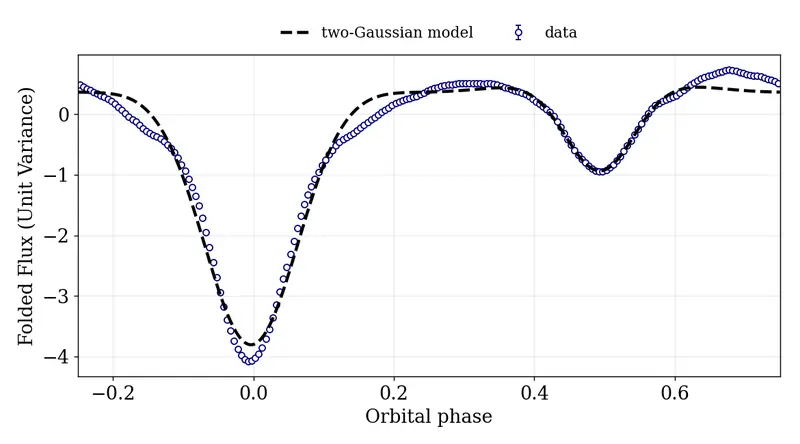 two-Gaussian model data
Folded Flux (Unit Variance)
0
−1
−2
−3
−4
−0.2 0.0 0.2 0.4 0.6
Orbital phase